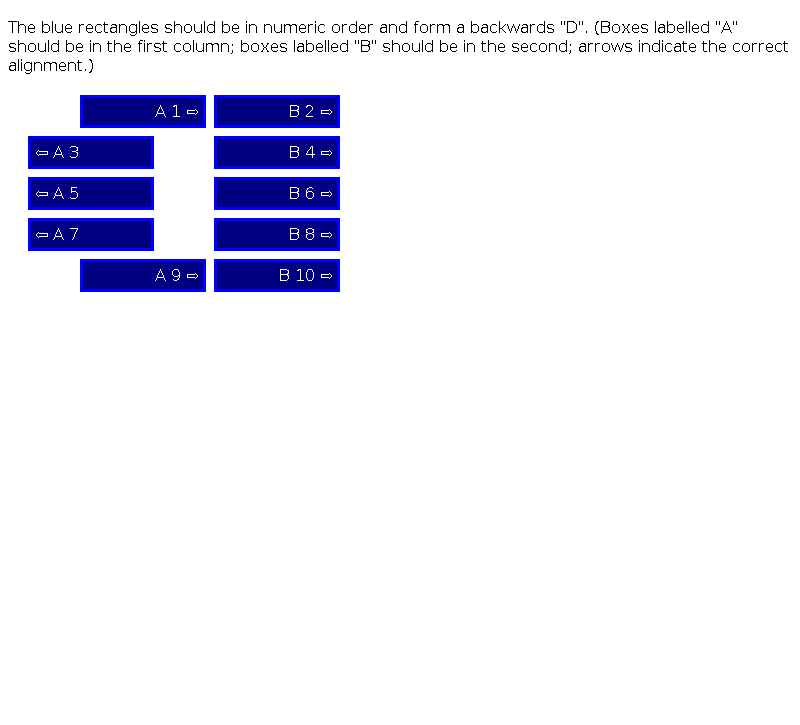 The blue rectangles should be in numeric order and form a backwards "D". (Boxes labelled "A"
should be in the first column; boxes labelled "B" should be in the second; arrows indicate the correct
alignment.)
A 1 ⇨ B 2 ⇨
⇦ A 3 B 4 ⇨
⇦ A 5 B 6 ⇨
⇦ A 7 B 8 ⇨
A 9 ⇨ B 10 ⇨